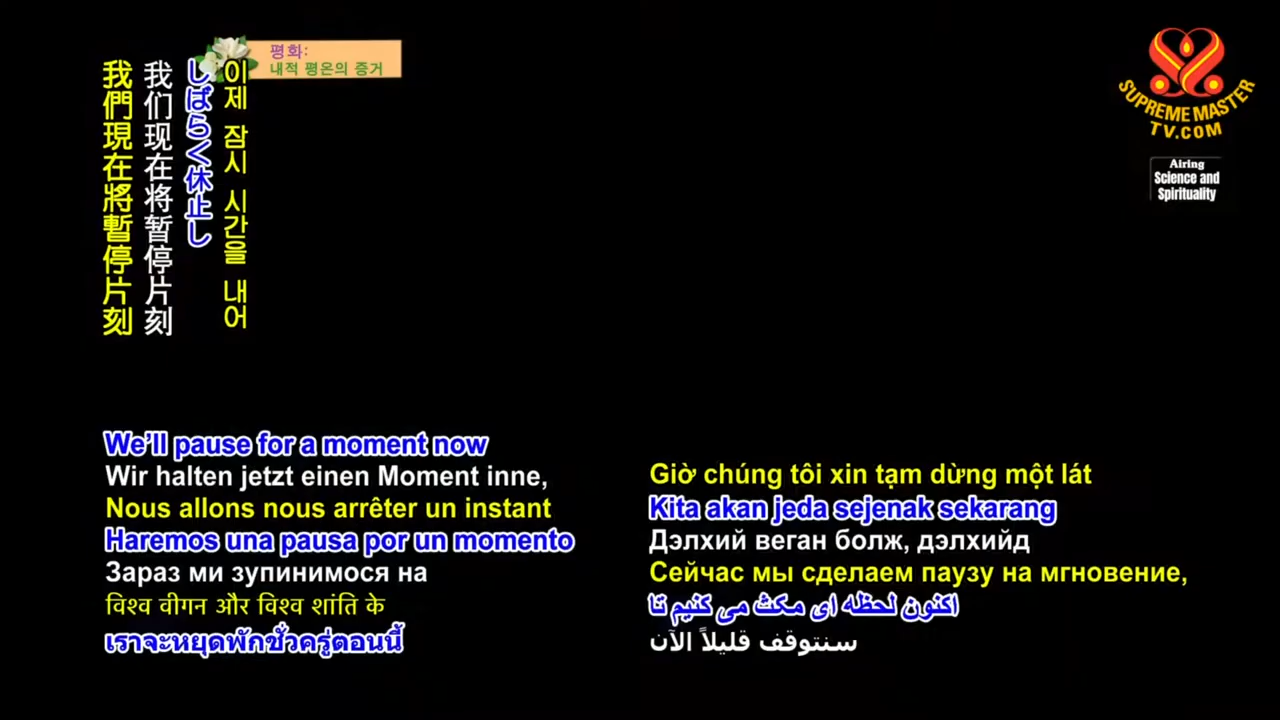 평화:
내적 평온의 증거
我們現在將暫停片刻
我们现在将暂停片刻
しばらく休止し
이제 잠시 시간을 내어
SUPREME MASTER
TV.COM
Airing
Science and
Spirituality
We'll pause for a moment now
Wir halten jetzt einen Moment inne,
Nous allons nous arrêter un instant
Haremos una pausa por un momento
Зараз ми зупинимося на
विश्व वीगन और विश्व शांति के
เราจะหยุดพักชั่วครู่ตอนนี้
Giờ chúng tôi xin tạm dừng một lát
Kita akan jeda sejenak sekarang
Дэлхий веган болж, дэлхийд
Сейчас мы сделаем паузу на мгновение,
اکنون لحظه ای مکث می کنیم تا
سنتوقف قليلاً الآن